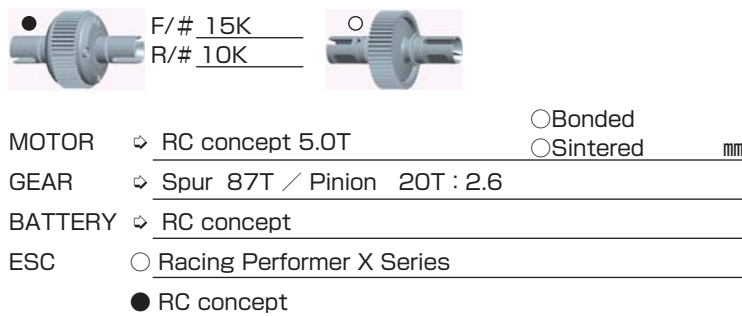 ● F/# 15K ○
R/# 10K
○Bonded
MOTOR ➪ RC concept 5.0T ○Sintered ㎜
GEAR ➪ Spur 87T ／ Pinion 20T：2.6
BATTERY ➪ RC concept
ESC ○ Racing Performer X Series
● RC concept